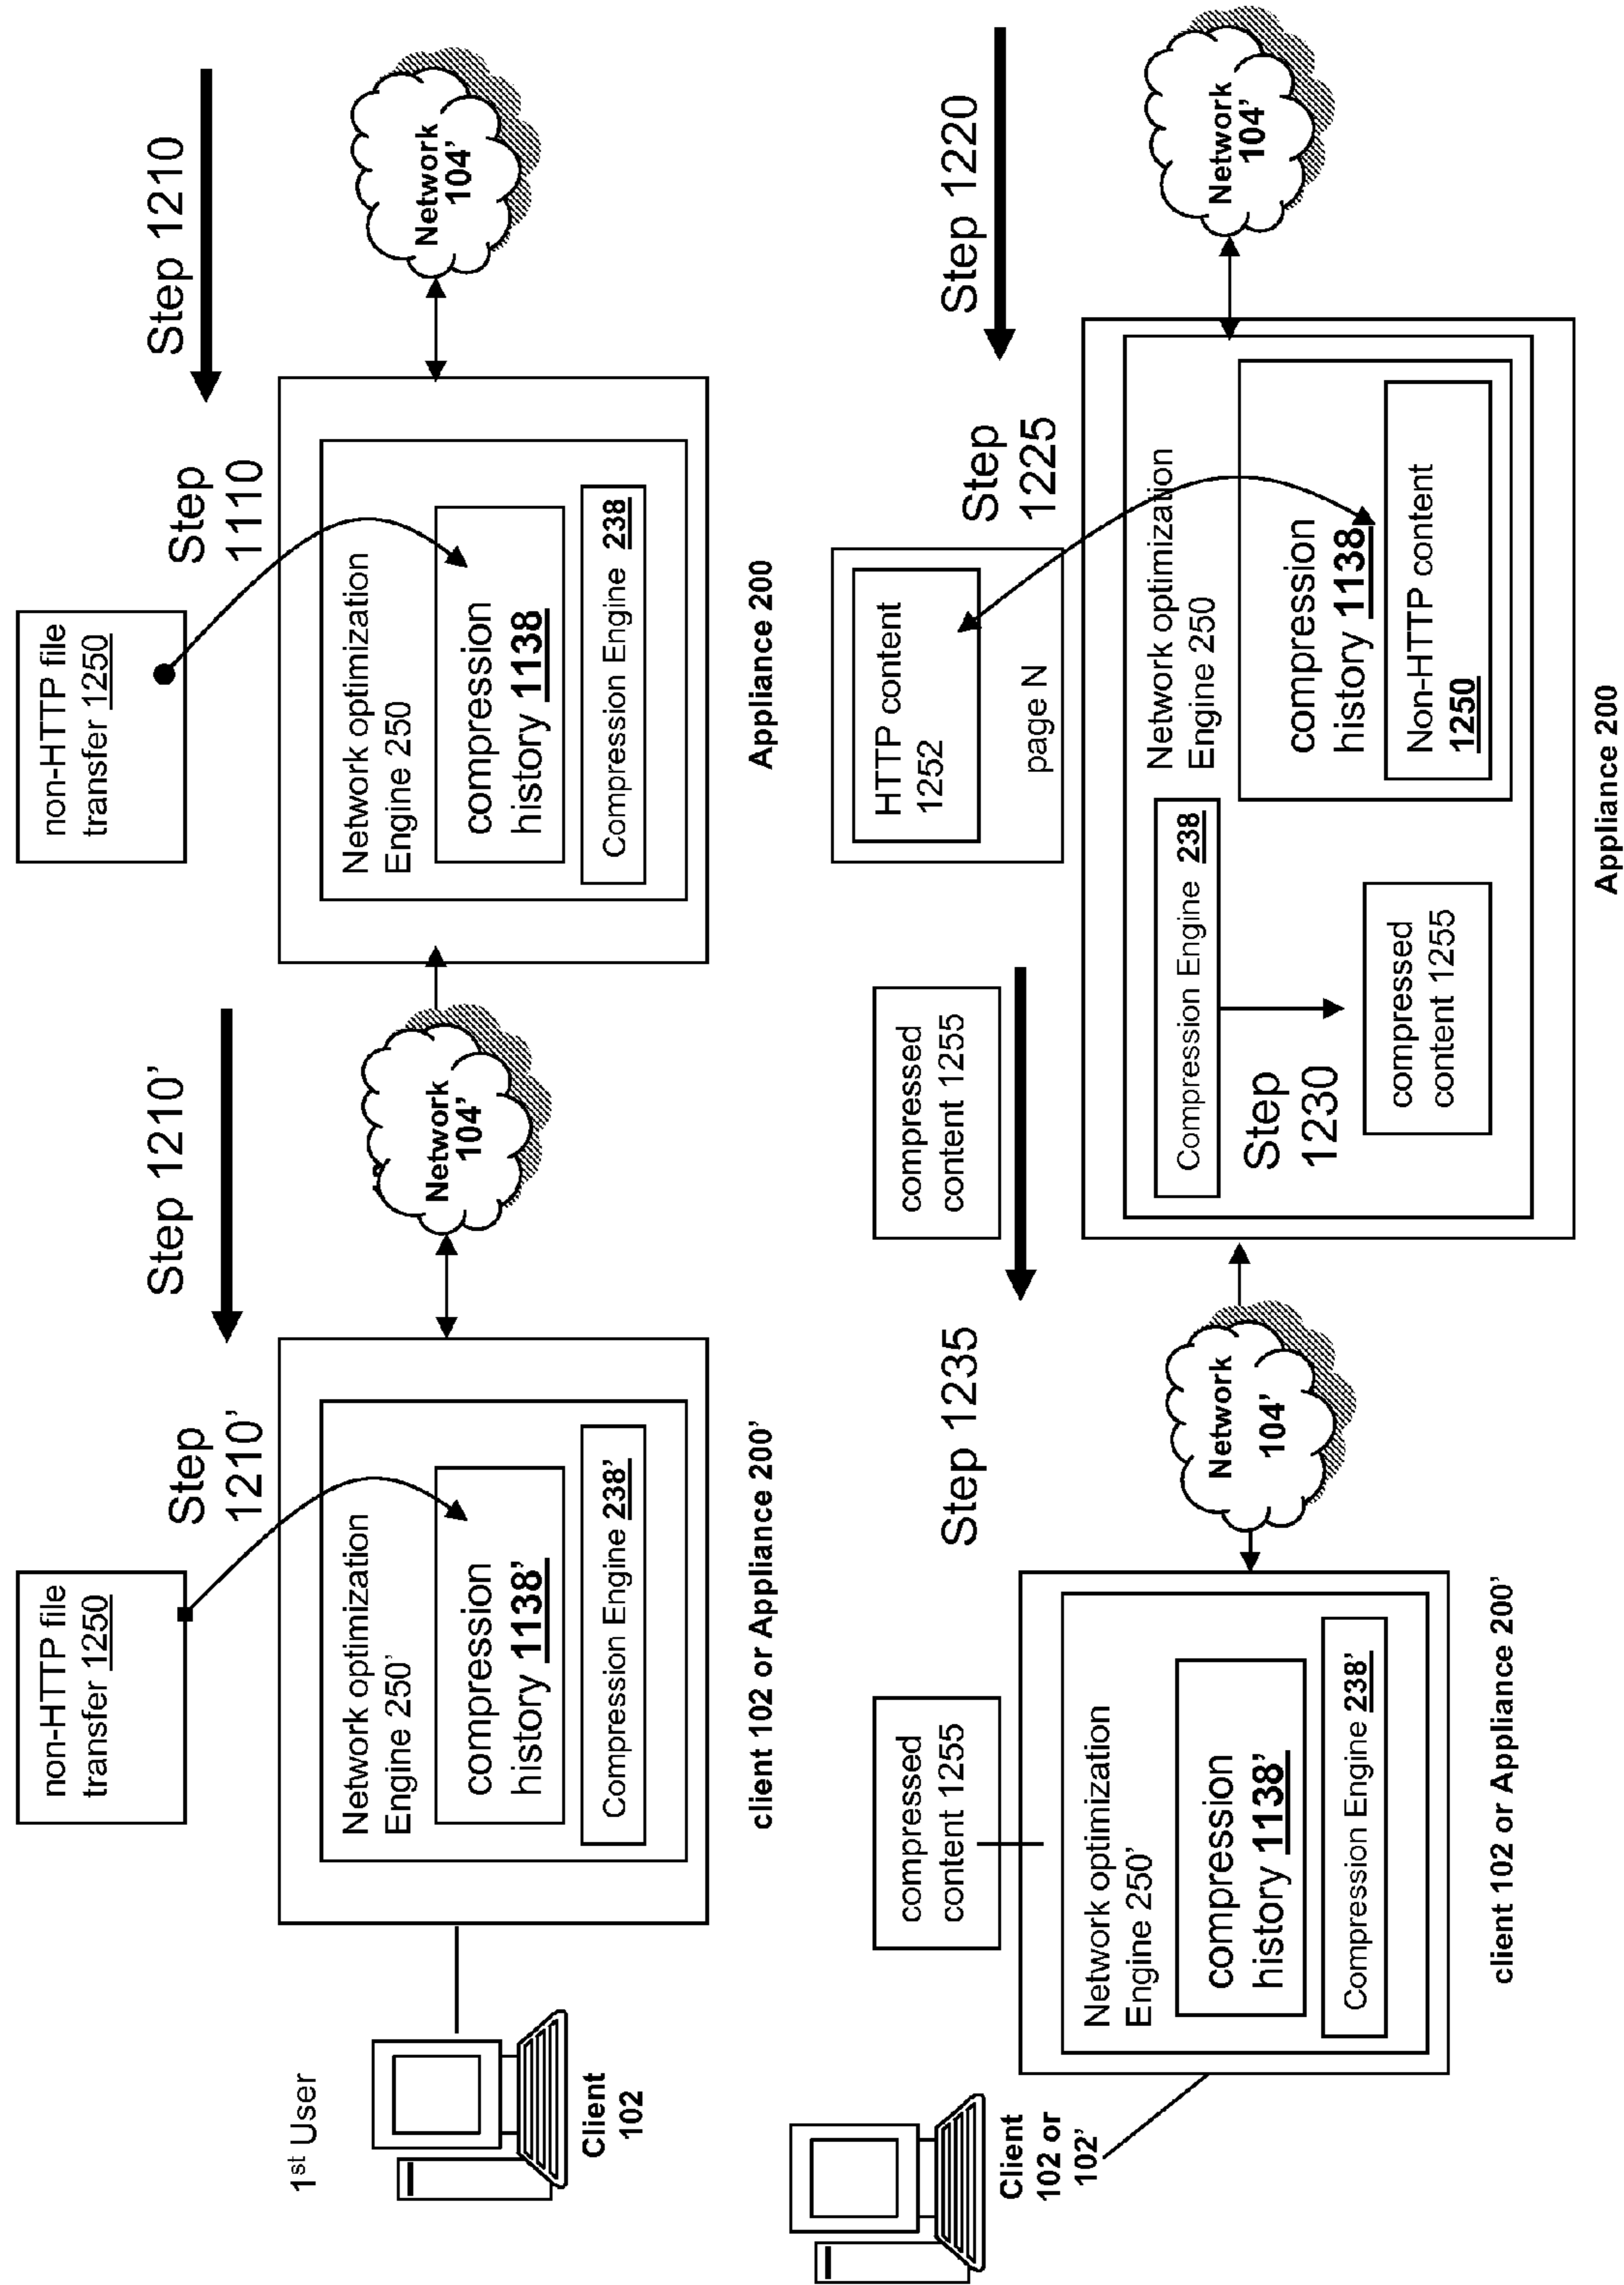 1st User
Client
102
non-HTTP file
transfer 1250
Step
1210’
Network optimization
Engine 250’
compression
history 1138’
Compression Engine 238’
client 102 or Appliance 200’
Step 1210’
Network
104’
non-HTTP file
transfer 1250
Step
1110
Network optimization
Engine 250
compression
history 1138
Compression Engine 238
Appliance 200
Step 1210
Network
104’
Client
102 or
102’
compressed
content 1255
Network optimization
Engine 250’
compression
history 1138’
Compression Engine 238’
client 102 or Appliance 200’
Step 1235
compressed
content 1255
Network
104’
HTTP content
1252
page N
Step
1225
Compression Engine 238
Step
1230
compressed
content 1255
Network optimization
Engine 250
compression
history 1138
Non-HTTP content
1250
Appliance 200
Step 1220
Network
104’